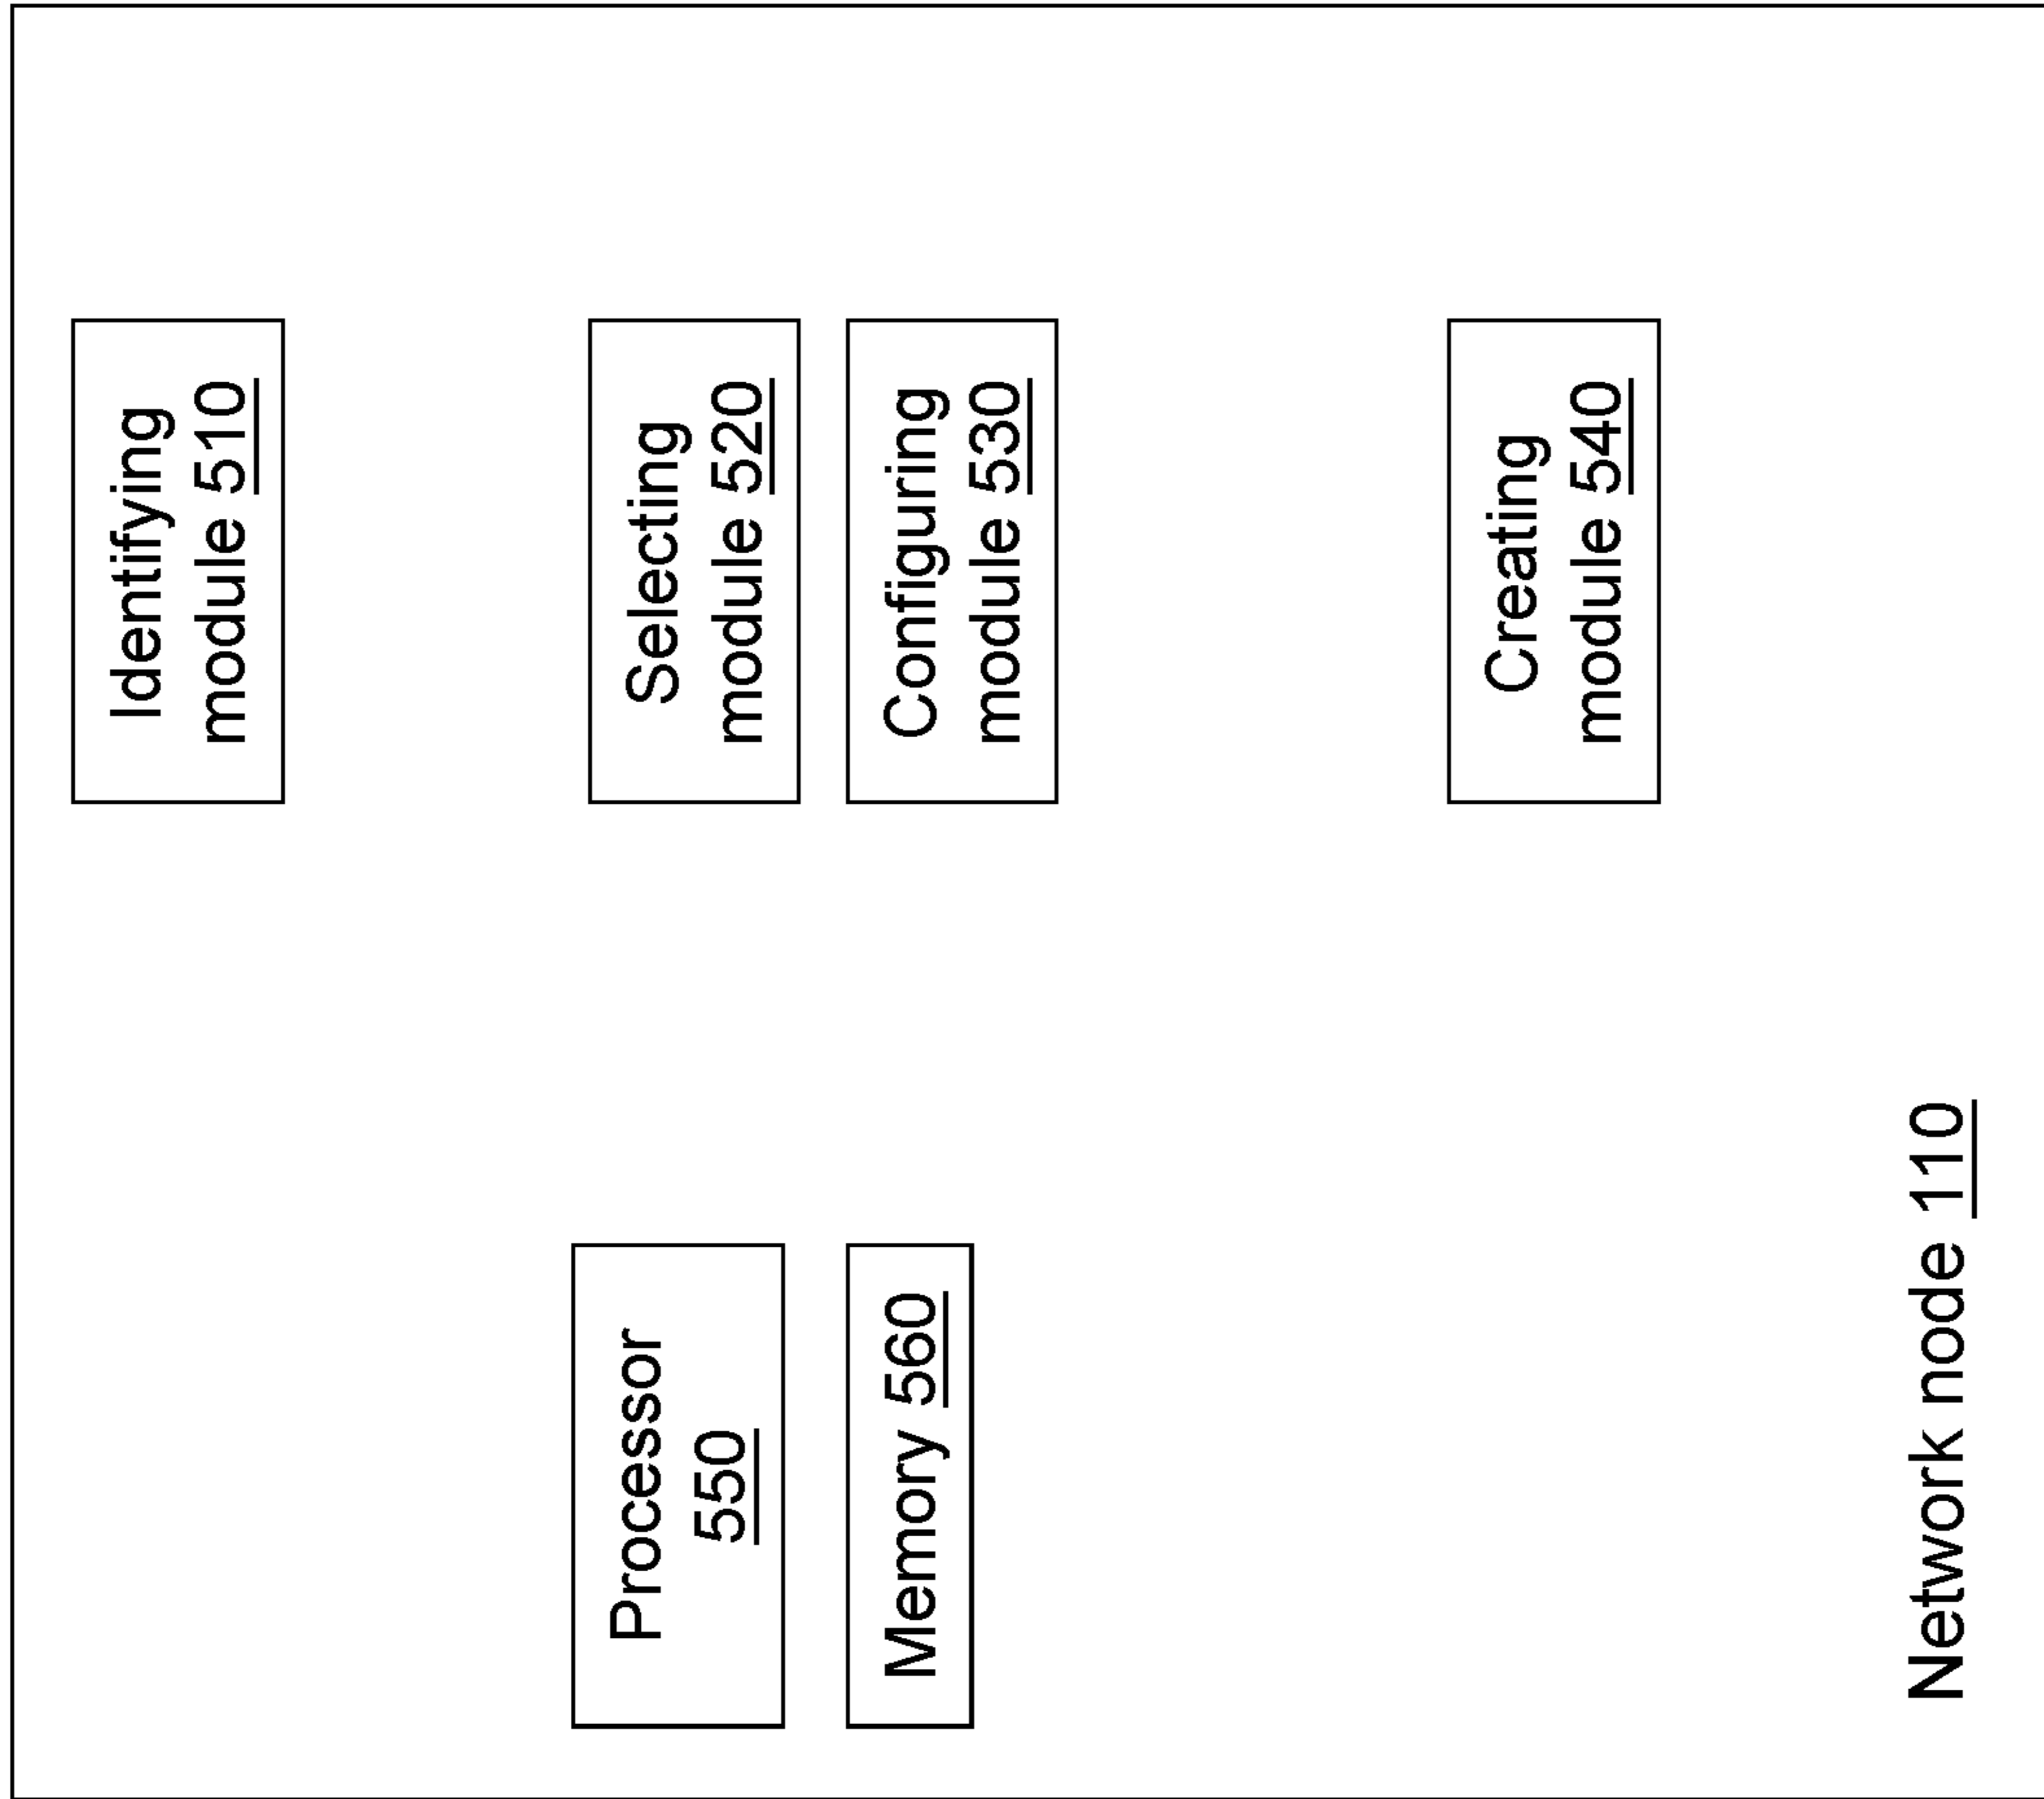 Identifying
module 510
Processor
550
Selecting
module 520
Memory 560
Configuring
module 530
Creating
module 540
Network node 110